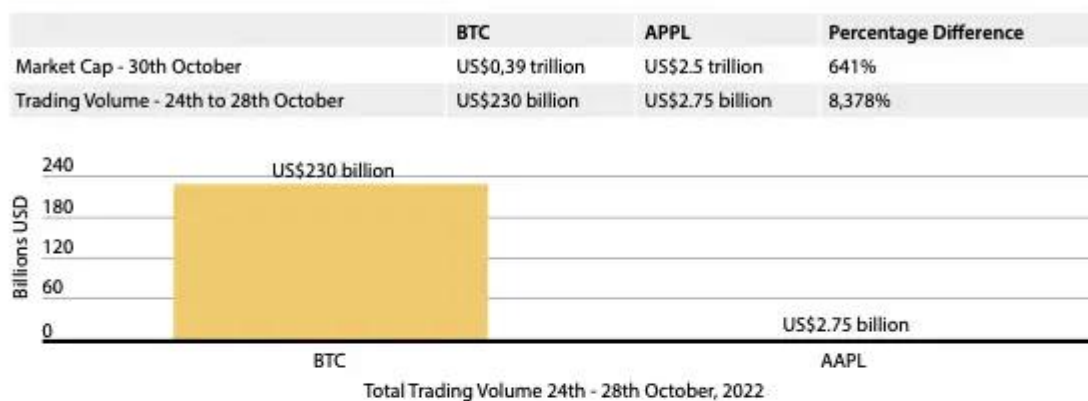 BTC APPL Percentage Difference
Market Cap - 30th October US$0,39 trillion US$2.5 trillion 641%
Trading Volume - 24th to 28th October US$230 billion US$2.75 billion 8,378%
Billions USD
240
180
120
60
0
US$230 billion
US$2.75 billion
BTC AAPL
Total Trading Volume 24th - 28th October, 2022